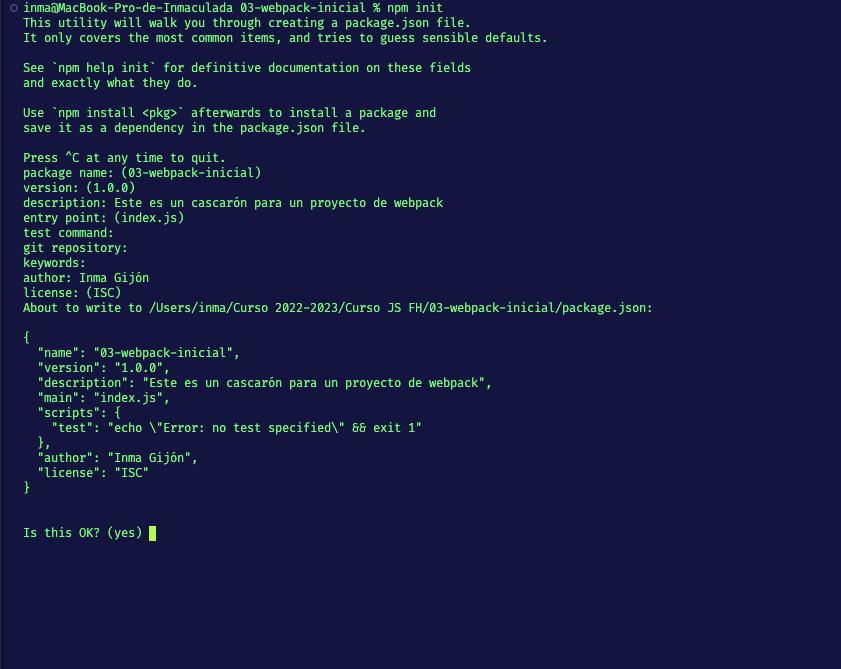 inma@MacBook-Pro-de-Inmaculada 03-webpack-inicial % npm init
This utility will walk you through creating a package.json file.
It only covers the most common items, and tries to guess sensible defaults.
See `npm help init` for definitive documentation on these fields
and exactly what they do.
Use `npm install <pkg>` afterwards to install a package and
save it as a dependency in the package.json file.
Press ^C at any time to quit.
package name: (03-webpack-inicial)
version: (1.0.0)
description: Este es un cascarón para un proyecto de webpack
entry point: (index.js)
test command:
git repository:
keywords:
author: Inma Gijón
license: (ISC)
About to write to /Users/inma/Curso 2022-2023/Curso JS FH/03-webpack-inicial/package.json:
{
  "name": "03-webpack-inicial",
  "version": "1.0.0",
  "description": "Este es un cascarón para un proyecto de webpack",
  "main": "index.js",
  "scripts": {
    "test": "echo \"Error: no test specified\" && exit 1"
  },
  "author": "Inma Gijón",
  "license": "ISC"
}
Is this OK? (yes)